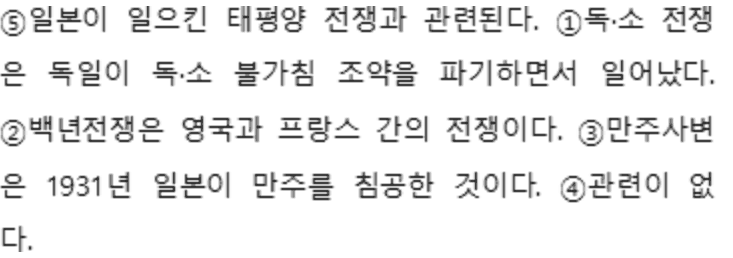 ⑤일본이 일으킨 태평양 전쟁과 관련된다. ①독·소 전쟁
은 독일이 독·소 불가침 조약을 파기하면서 일어났다.
②백년전쟁은 영국과 프랑스 간의 전쟁이다. ③만주사변
은 1931년 일본이 만주를 침공한 것이다. ④관련이 없
다.